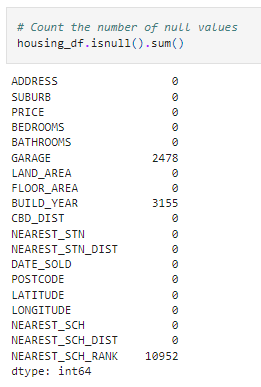 # Count the number of null values
housing_df.isnull().sum()
ADDRESS 0
SUBURB 0
PRICE 0
BEDROOMS 0
BATHROOMS 0
GARAGE 2478
LAND_AREA 0
FLOOR_AREA 0
BUILD_YEAR 3155
CBD_DIST 0
NEAREST_STN 0
NEAREST_STN_DIST 0
DATE_SOLD 0
POSTCODE 0
LATITUDE 0
LONGITUDE 0
NEAREST_SCH 0
NEAREST_SCH_DIST 0
NEAREST_SCH_RANK 10952
dtype: int64